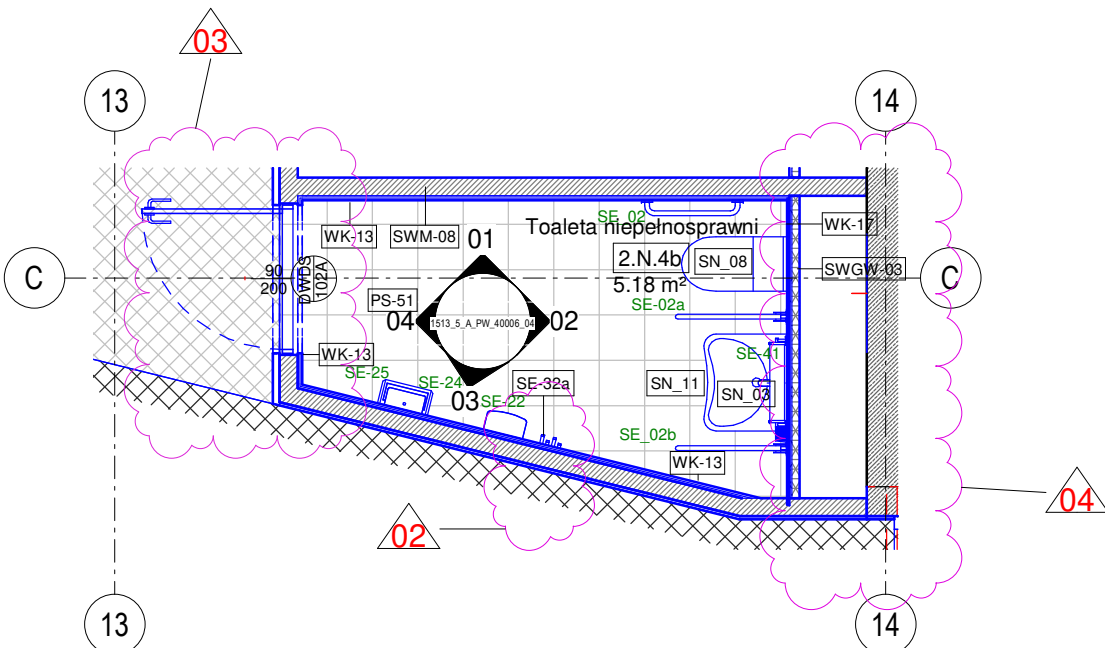 03
13
14
SE_02
Toaleta niepełnosprawni
WK-13
SWM-08
01
WK-17
2.N.4b
SN_08
C
90
200
DWDS
102A
SWGW-03
C
5.18 m²
PS-51
SE-02a
04
1513_5_A_PW_40006_04
02
WK-13
SE-41
SE-25
SE-24
SE-32a
SN_11
SN_03
03
SE-22
SE_02b
WK-13
04
02
13
14